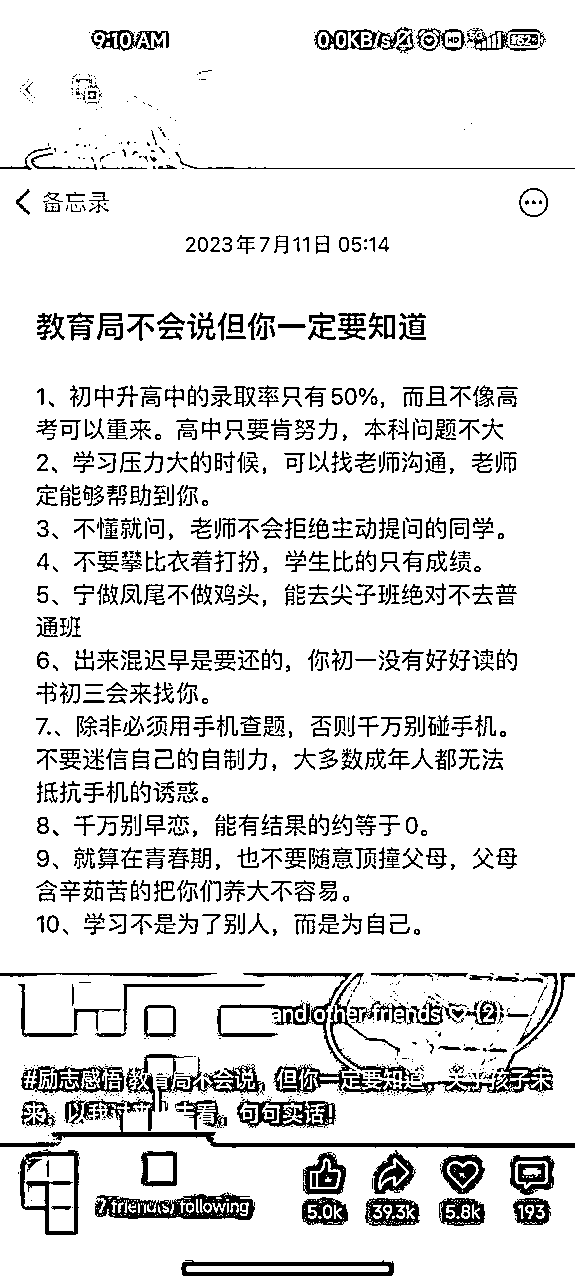 9:10 AM 0.0KB/s HD 5G 62
备忘录
2023年7月11日 05:14
教育局不会说但你一定要知道
1、初中升高中的录取率只有50%，而且不像高
考可以重来。高中只要肯努力，本科问题不大
2、学习压力大的时候，可以找老师沟通，老师
定能够帮助到你。
3、不懂就问，老师不会拒绝主动提问的同学。
4、不要攀比衣着打扮，学生比的只有成绩。
5、宁做凤尾不做鸡头，能去尖子班绝对不去普
通班
6、出来混迟早是要还的，你初一没有好好读的
书初三会来找你。
7.、除非必须用手机查题，否则千万别碰手机。
不要迷信自己的自制力，大多数成年人都无法
抵抗手机的诱惑。
8、千万别早恋，能有结果的约等于0。
9、就算在青春期，也不要随意顶撞父母，父母
含辛茹苦的把你们养大不容易。
10、学习不是为了别人，而是为自己。
and other friends (2)
#励志感悟 教育局不会说，但你一定要知道，关乎孩子未
来，以我过来 去看，句句实话！
7 friend(s) following 5.0k 39.3k 5.8k 193